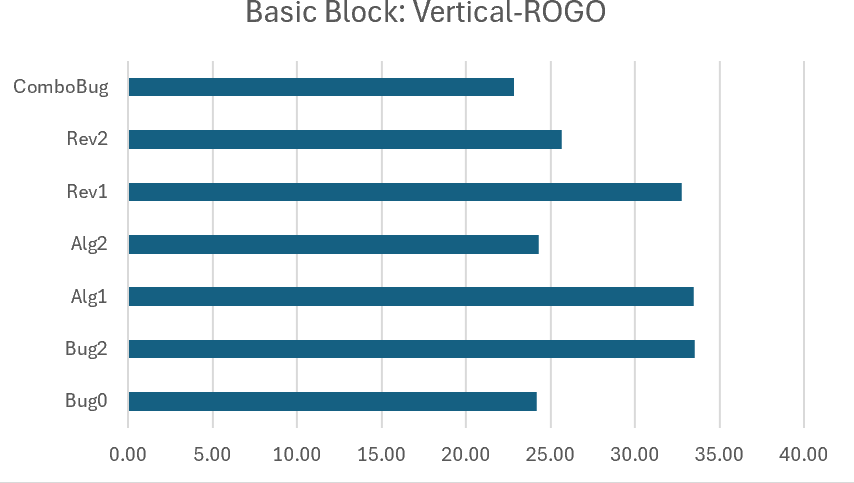 Basic Block: Vertical-ROGO
ComboBug
Rev2
Rev1
Alg2
Alg1
Bug2
Bug0
0.00 5.00 10.00 15.00 20.00 25.00 30.00 35.00 40.00